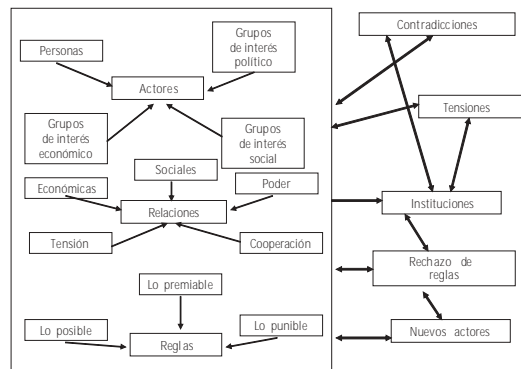 Contradicciones
Personas
Grupos
de interés
político
Actores
Tensiones
Grupos
de interés
económico
Grupos
de interés
social
Sociales
Económicas
Poder
Relaciones
Instituciones
Tensión
Cooperación
Rechazo de
reglas
Lo premiable
Lo posible
Lo punible
Reglas
Nuevos actores